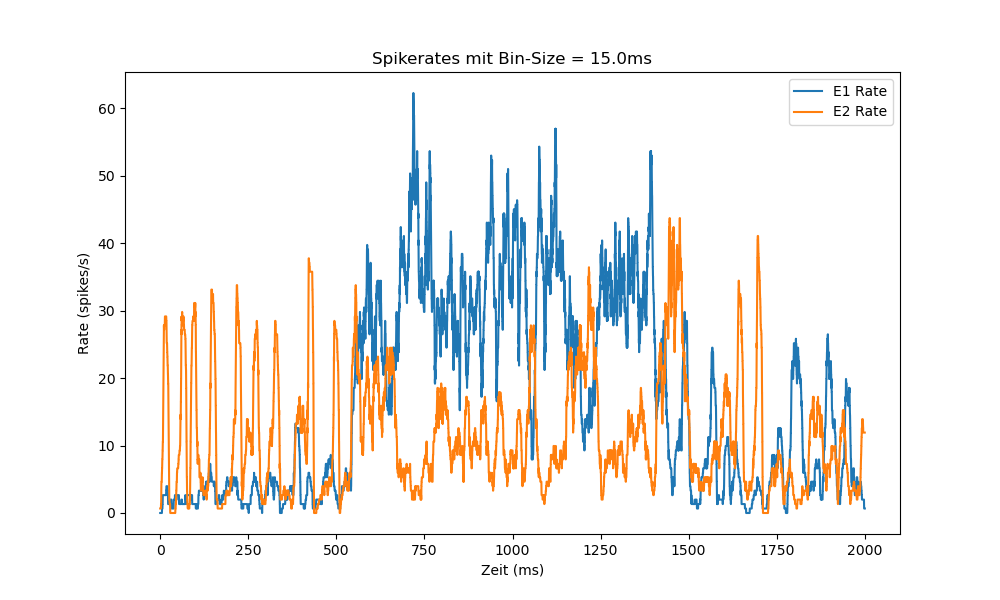 Spikerates mit Bin-Size = 15.0ms
E1 Rate
E2 Rate
Rate (spikes/s)
60
50
40
30
20
10
0
0 250 500 750 1000 1250 1500 1750 2000
Zeit (ms)